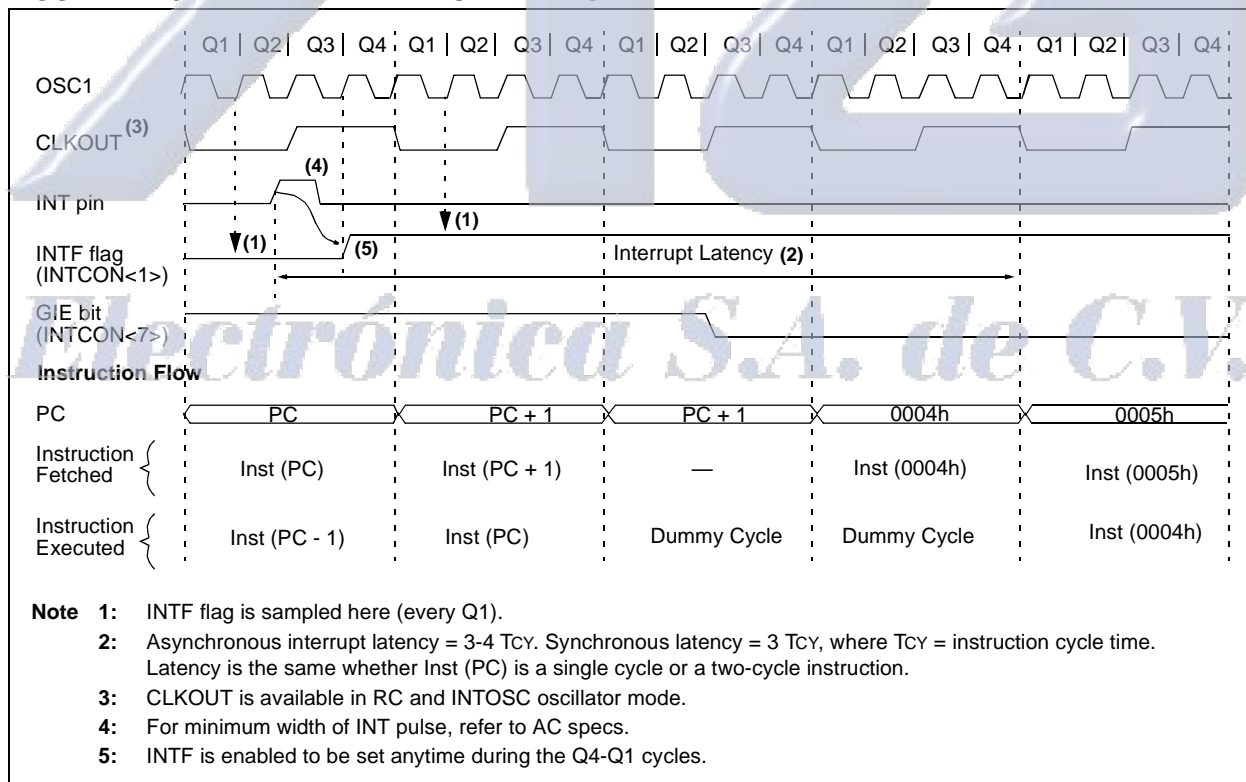 Q1 | Q2 | Q3 | Q4 Q1 | Q2 | Q3 | Q4 Q1 | Q2 | Q3 | Q4 Q1 | Q2 | Q3 | Q4 Q1 | Q2 | Q3 | Q4
OSC1
CLKOUT (3)
(4)
INT pin
(1)
(1)
(5)
INTF flag
(INTCON<1>)
Interrupt Latency (2)
GIE bit
(INTCON<7>)
Electrónica S.A. de C.V.
Instruction Flow
PC PC PC + 1 PC + 1 0004h 0005h
Instruction
Fetched
Inst (PC) Inst (PC + 1) — Inst (0004h) Inst (0005h)
Instruction
Executed
Inst (PC - 1) Inst (PC) Dummy Cycle Dummy Cycle Inst (0004h)
Note 1: INTF flag is sampled here (every Q1).
2: Asynchronous interrupt latency = 3-4 TCY. Synchronous latency = 3 TCY, where TCY = instruction cycle time.
Latency is the same whether Inst (PC) is a single cycle or a two-cycle instruction.
3: CLKOUT is available in RC and INTOSC oscillator mode.
4: For minimum width of INT pulse, refer to AC specs.
5: INTF is enabled to be set anytime during the Q4-Q1 cycles.